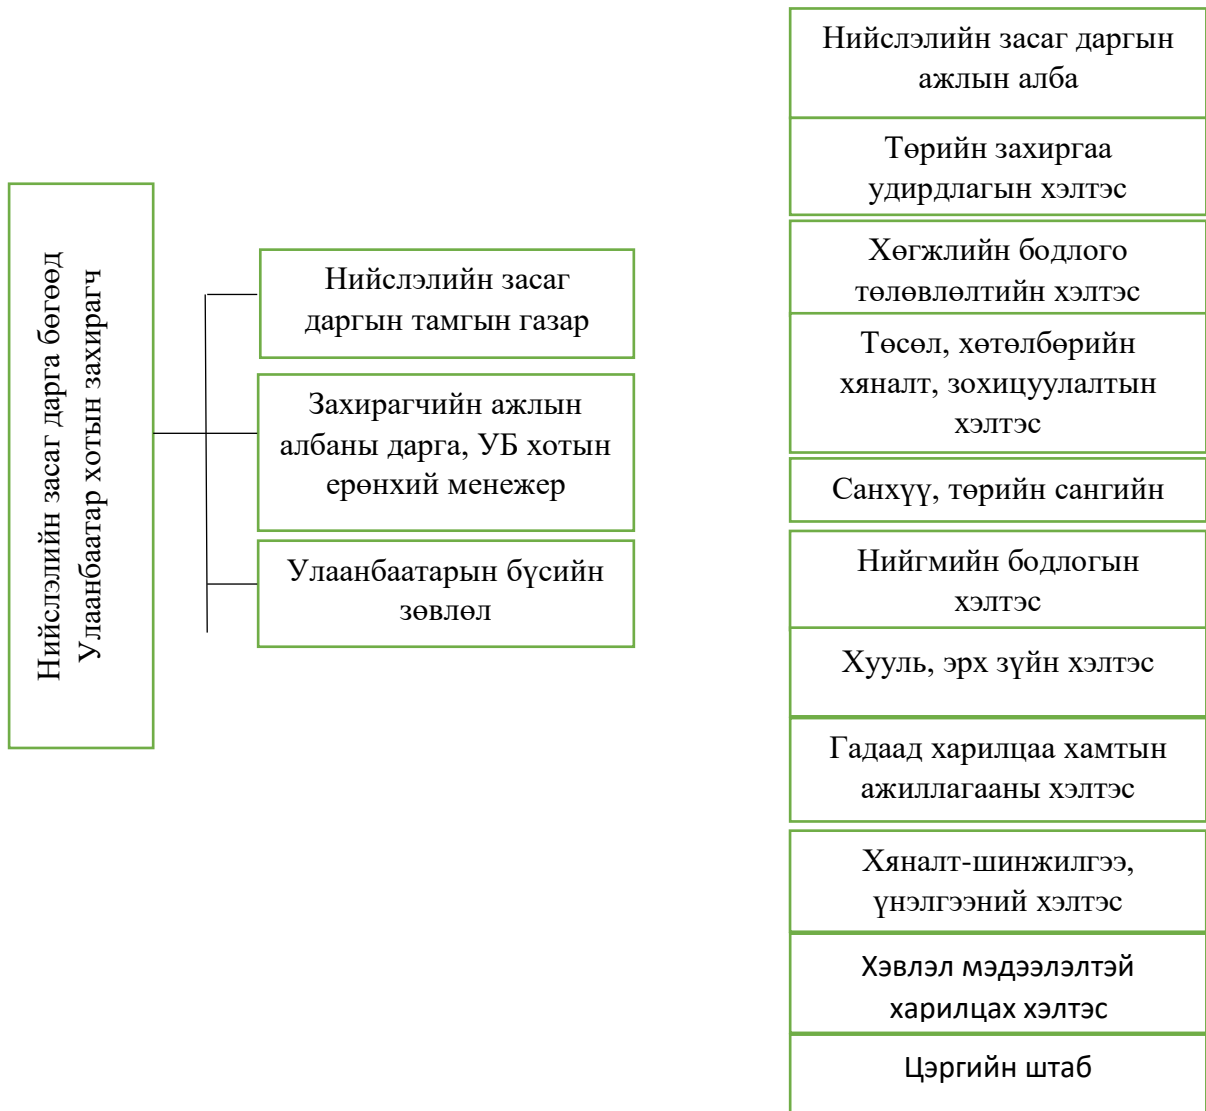 Нийслэлийн засаг дарга бөгөөд
Улаанбаатар хотын захирагч
Нийслэлийн засаг
даргын тамгын газар
Захирагчийн ажлын
албаны дарга, УБ хотын
ерөнхий менежер
Улаанбаатарын бүсийн
зөвлөл
Нийслэлийн засаг даргын
ажлын алба
Төрийн захиргаа
удирдлагын хэлтэс
Хөгжлийн бодлого
төлөвлөлтийн хэлтэс
Төсөл, хөтөлбөрийн
хяналт, зохицуулалтын
хэлтэс
Санхүү, төрийн сангийн
Нийгмийн бодлогын
хэлтэс
Хууль, эрх зүйн хэлтэс
Гадаад харилцаа хамтын
ажиллагааны хэлтэс
Хяналт-шинжилгээ,
үнэлгээний хэлтэс
Хэвлэл мэдээлэлтэй
харилцах хэлтэс
Цэргийн штаб